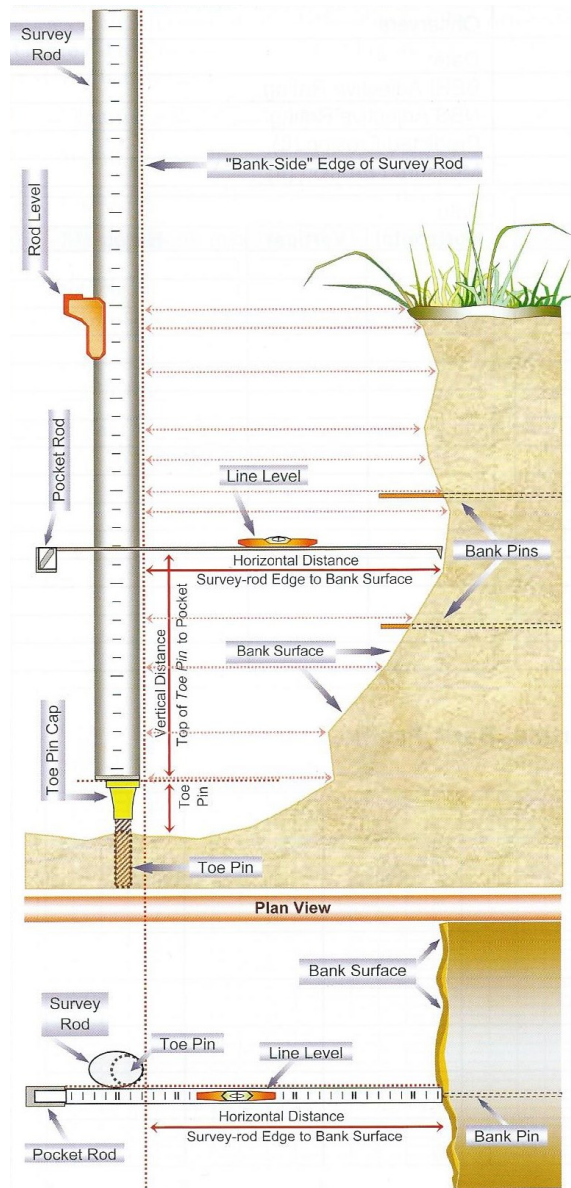 Survey
Rod
"Bank-Side" Edge of Survey Rod
Rod Level
Pocket Rod
Line Level
Bank Pins
Horizontal Distance
Survey-rod Edge to Bank Surface
Vertical Distance
Top of Toe Pin to Pocket
Bank Surface
Toe Pin Cap
Toe
Pin
Toe Pin
Plan View
Bank Surface
Survey
Rod
Toe Pin
Line Level
Horizontal Distance
Survey-rod Edge to Bank Surface
Bank Pin
Pocket Rod